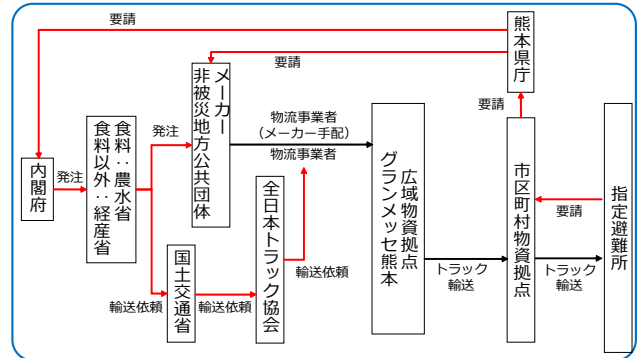 要請
要請
熊本県庁
要請
メーカー
非被災地方公共団体
物流事業者
（メーカー手配）
物流事業者
発注
発注
内閣府
食料：農水省
食料以外：経産省
国土交通省
輸送依頼
輸送依頼
全日本トラック協会
輸送依頼
広域物資拠点
グランメッセ熊本
トラック
輸送
市区町村物資拠点
要請
トラック
輸送
指定避難所